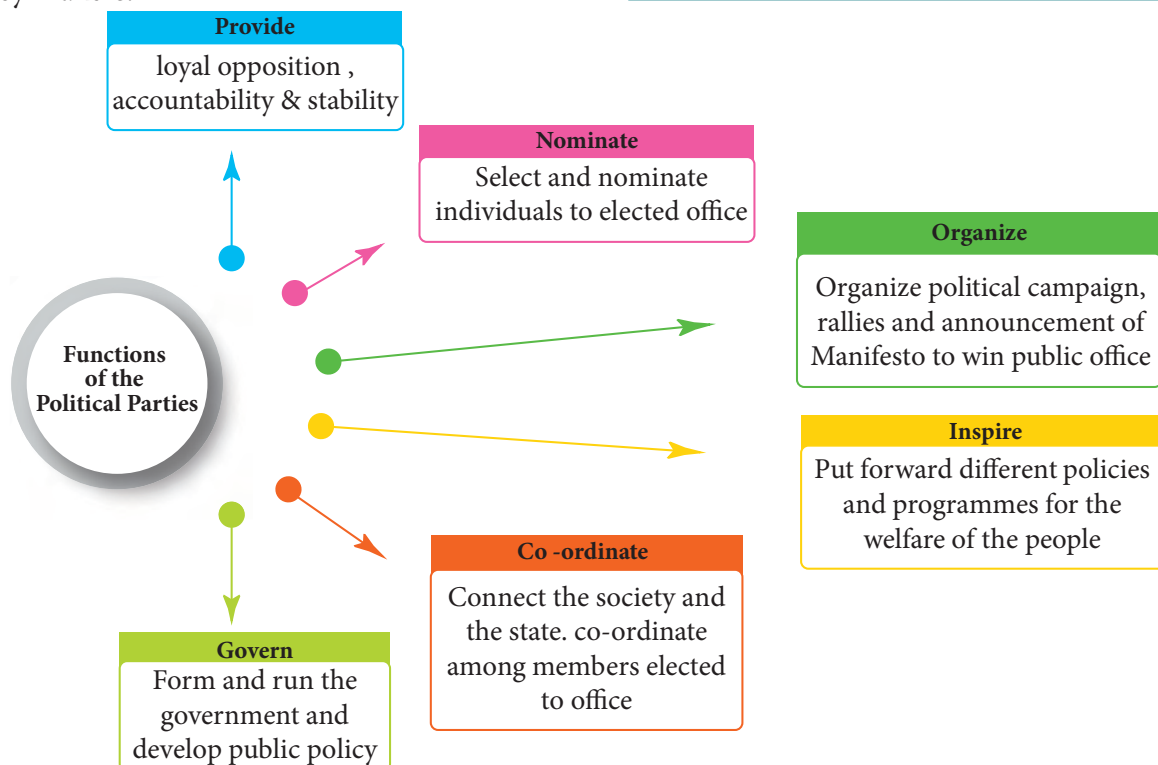 Provide
loyal opposition ,
accountability & stability
Nominate
Select and nominate
individuals to elected office
Organize
Organize political campaign,
rallies and announcement of
Manifesto to win public office
Functions
of the
Political Parties
Inspire
Put forward different policies
and programmes for the
welfare of the people
Co -ordinate
Connect the society and
the state. co-ordinate
among members elected
to office
Govern
Form and run the
government and
develop public policy